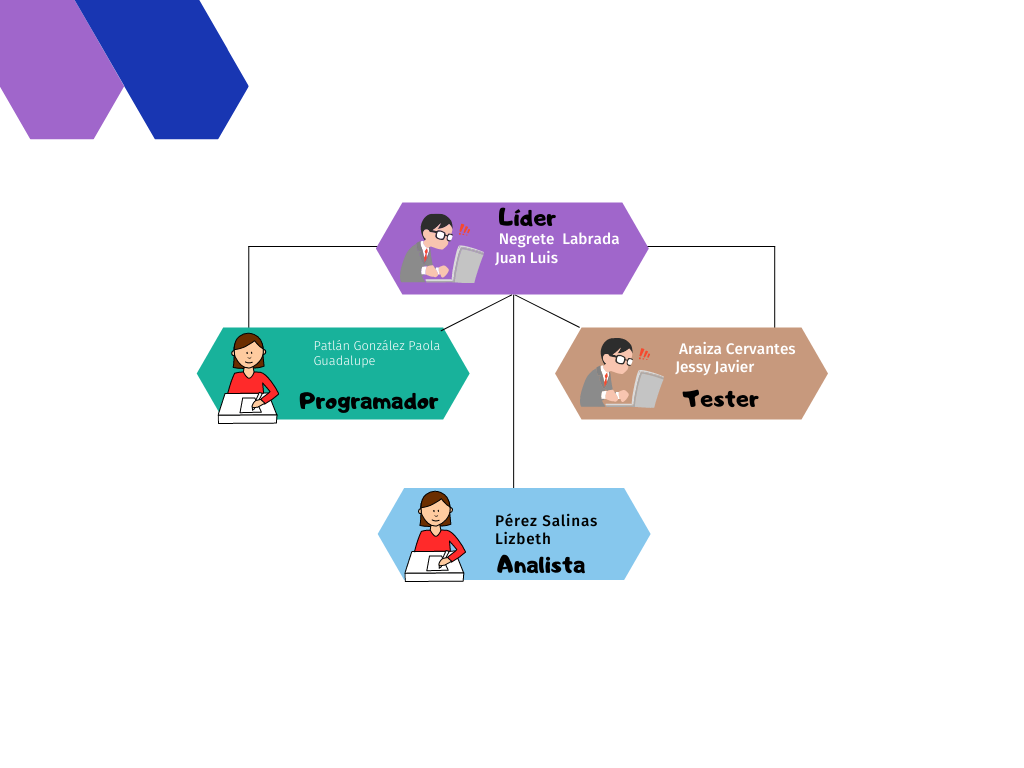 Líder
Negrete Labrada
Juan Luis
Patlán González Paola
Guadalupe
Programador
Araiza Cervantes
Jessy Javier
Tester
Pérez Salinas
Lizbeth
Analista